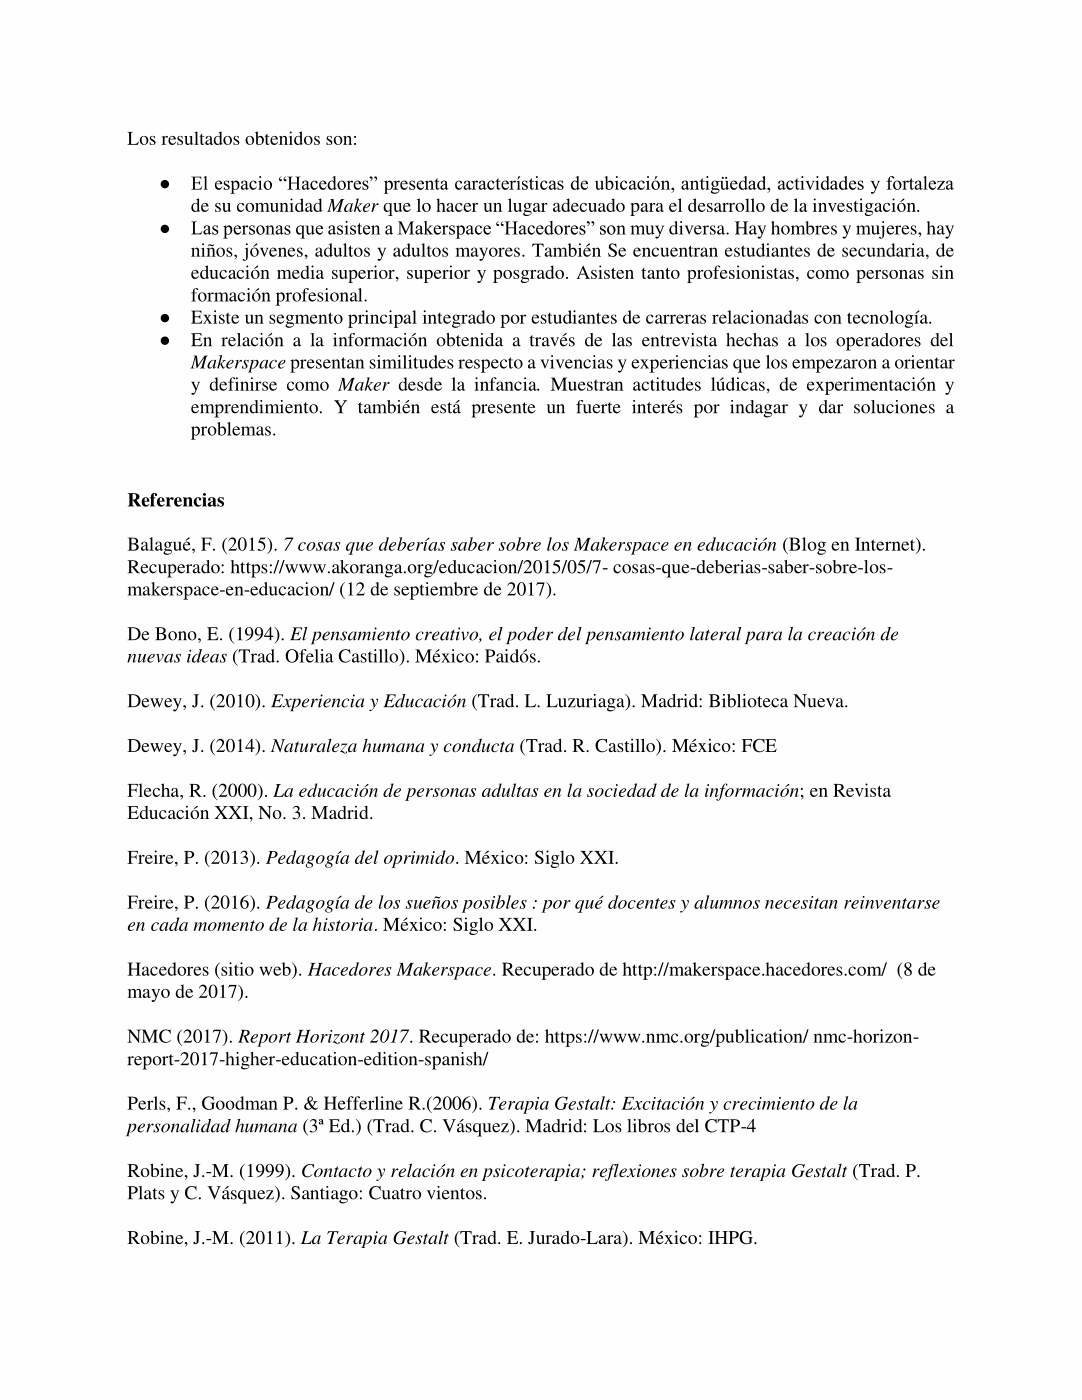 Los resultados obtenidos son:
● El espacio “Hacedores” presenta características de ubicación, antigüedad, actividades y fortaleza
de su comunidad Maker que lo hacer un lugar adecuado para el desarrollo de la investigación.
● Las personas que asisten a Makerspace “Hacedores” son muy diversa. Hay hombres y mujeres, hay
niños, jóvenes, adultos y adultos mayores. También Se encuentran estudiantes de secundaria, de
educación media superior, superior y posgrado. Asisten tanto profesionistas, como personas sin
formación profesional.
● Existe un segmento principal integrado por estudiantes de carreras relacionadas con tecnología.
● En relación a la información obtenida a través de las entrevista hechas a los operadores del
Makerspace presentan similitudes respecto a vivencias y experiencias que los empezaron a orientar
y definirse como Maker desde la infancia. Muestran actitudes lúdicas, de experimentación y
emprendimiento. Y también está presente un fuerte interés por indagar y dar soluciones a
problemas.
Referencias
Balagué, F. (2015). 7 cosas que deberías saber sobre los Makerspace en educación (Blog en Internet).
Recuperado: https://www.akoranga.org/educacion/2015/05/7- cosas-que-deberias-saber-sobre-los-
makerspace-en-educacion/ (12 de septiembre de 2017).
De Bono, E. (1994). El pensamiento creativo, el poder del pensamiento lateral para la creación de
nuevas ideas (Trad. Ofelia Castillo). México: Paidós.
Dewey, J. (2010). Experiencia y Educación (Trad. L. Luzuriaga). Madrid: Biblioteca Nueva.
Dewey, J. (2014). Naturaleza humana y conducta (Trad. R. Castillo). México: FCE
Flecha, R. (2000). La educación de personas adultas en la sociedad de la información; en Revista
Educación XXI, No. 3. Madrid.
Freire, P. (2013). Pedagogía del oprimido. México: Siglo XXI.
Freire, P. (2016). Pedagogía de los sueños posibles : por qué docentes y alumnos necesitan reinventarse
en cada momento de la historia. México: Siglo XXI.
Hacedores (sitio web). Hacedores Makerspace. Recuperado de http://makerspace.hacedores.com/  (8 de
mayo de 2017).
NMC (2017). Report Horizont 2017. Recuperado de: https://www.nmc.org/publication/ nmc-horizon-
report-2017-higher-education-edition-spanish/
Perls, F., Goodman P. & Hefferline R.(2006). Terapia Gestalt: Excitación y crecimiento de la
personalidad humana (3ª Ed.) (Trad. C. Vásquez). Madrid: Los libros del CTP-4
Robine, J.-M. (1999). Contacto y relación en psicoterapia; reflexiones sobre terapia Gestalt (Trad. P.
Plats y C. Vásquez). Santiago: Cuatro vientos.
Robine, J.-M. (2011). La Terapia Gestalt (Trad. E. Jurado-Lara). México: IHPG.